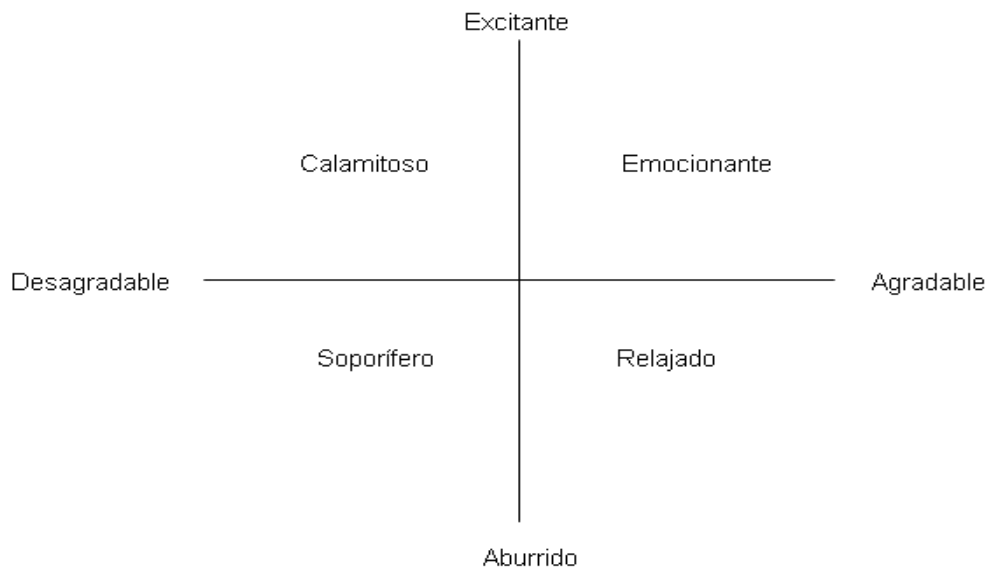 Excitante
Calamitoso Emocionante
Desagradable Agradable
Soporífero Relajado
Aburrido